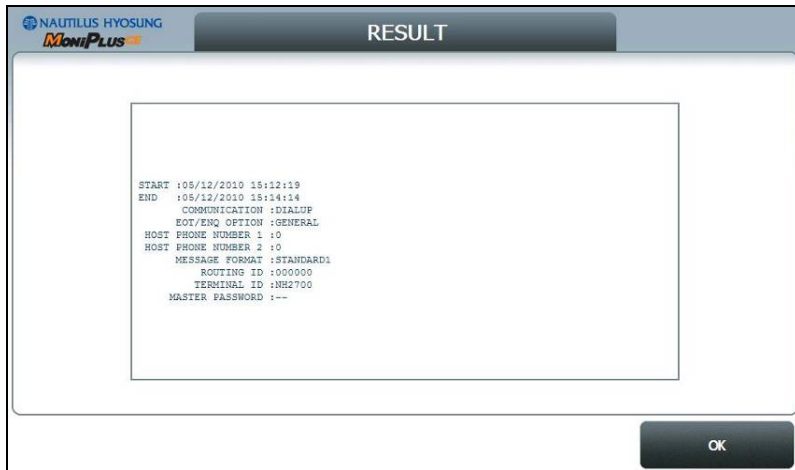 NAUTILUS HYOSUNG
MoniPlus CE
RESULT
START :05/12/2010 15:12:19
END :05/12/2010 15:14:14
COMMUNICATION :DIALUP
EOT/ENQ OPTION :GENERAL
HOST PHONE NUMBER 1 :0
HOST PHONE NUMBER 2 :0
MESSAGE FORMAT :STANDARD1
ROUTING ID :000000
TERMINAL ID :NH2700
MASTER PASSWORD :--
OK